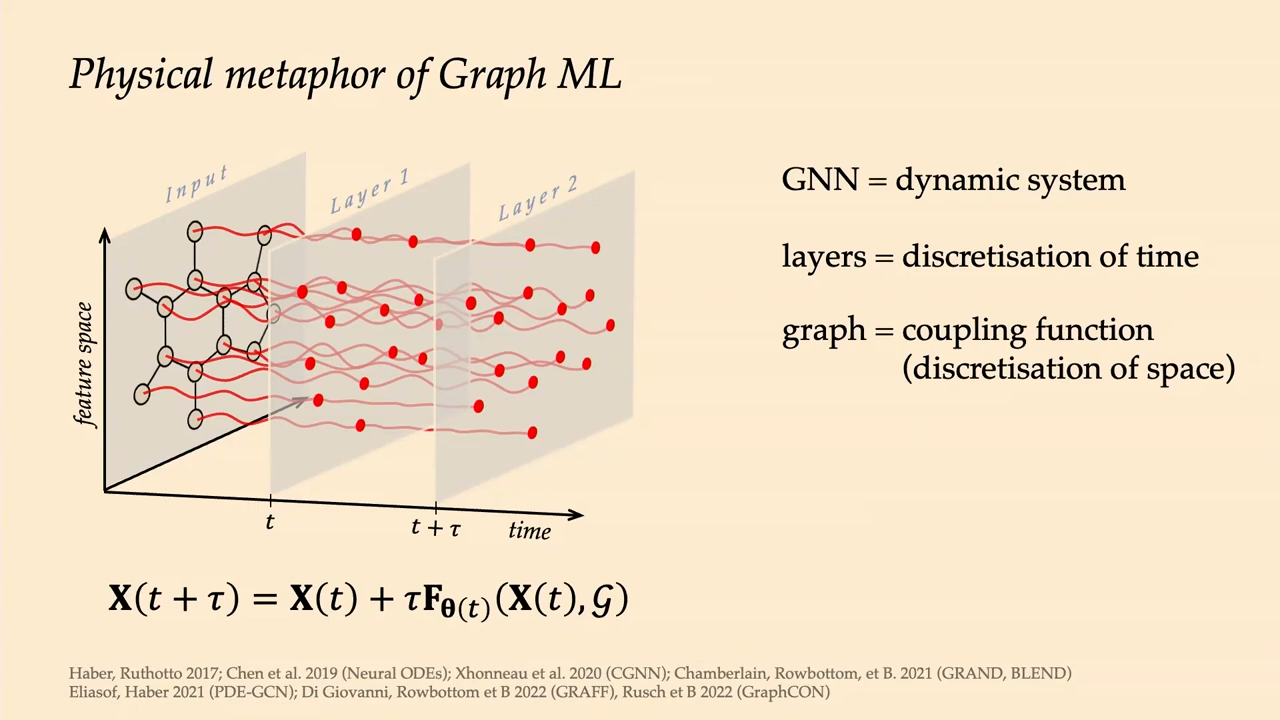 Physical metaphor of Graph ML
Input
Layer 1
Layer 2
feature space
t
t + τ
time
GNN = dynamic system
layers = discretisation of time
graph = coupling function
(discretisation of space)
𝐗(t + τ) = 𝐗(t) + τ𝐅_𝛉(t)(𝐗(t), 𝒢)
Haber, Ruthotto 2017; Chen et al. 2019 (Neural ODEs); Xhonneau et al. 2020 (CGNN); Chamberlain, Rowbottom, et B. 2021 (GRAND, BLEND)
Eliasof, Haber 2021 (PDE-GCN); Di Giovanni, Rowbottom et B 2022 (GRAFF), Rusch et B 2022 (GraphCON)